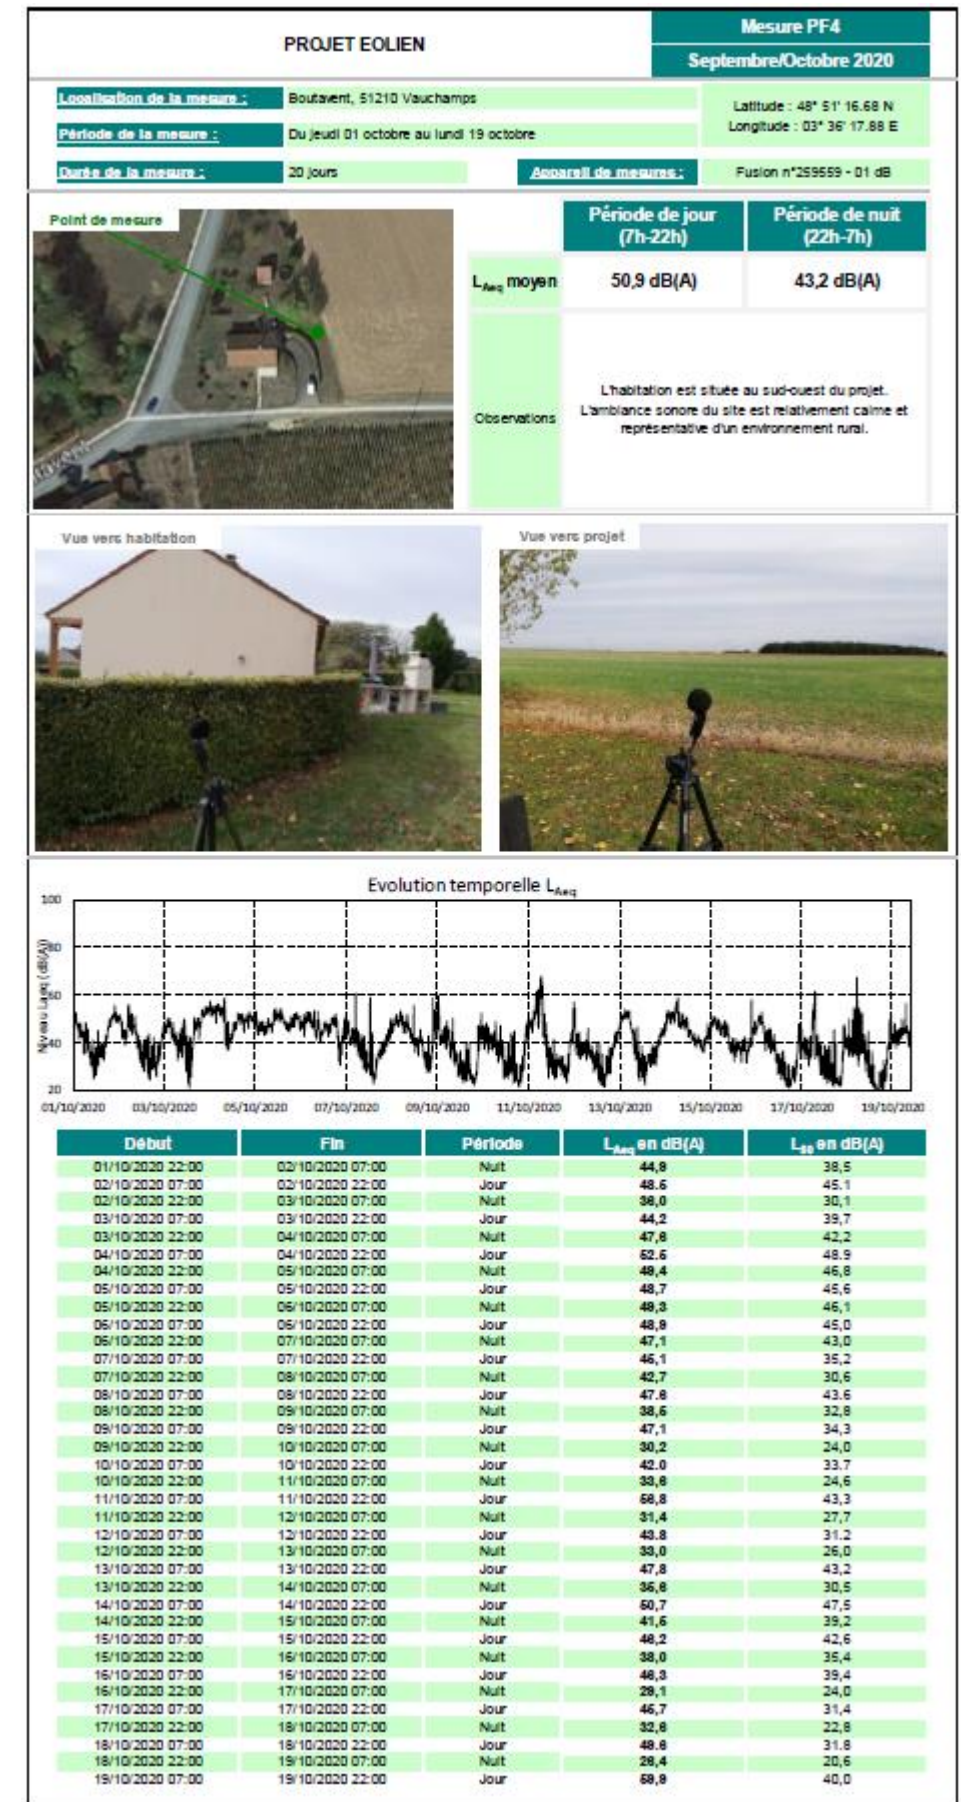 PROJET EOLIEN
Mesure PF4
Septembre/Octobre 2020
Localisation de la mesure :
Boutavent, 51210 Vauchamps
Latitude : 48° 51' 16.68 N
Longitude : 03° 36' 17.88 E
Période de la mesure :
Du jeudi 01 octobre au lundi 19 octobre
Durée de la mesure :
20 jours
Appareil de mesures :
Fusion n°259559 - 01 dB
Point de mesure
Période de jour (7h-22h)
Période de nuit (22h-7h)
LAeq moyen
50,9 dB(A)
43,2 dB(A)
Observations
L'habitation est située au sud-ouest du projet.
L'ambiance sonore du site est relativement calme et
représentative d'un environnement rural.
Vue vers habitation
Vue vers projet
Evolution temporelle LAeq
Niveau Laeq (dB(A))
100
80
60
40
20
01/10/2020 03/10/2020 05/10/2020 07/10/2020 09/10/2020 11/10/2020 13/10/2020 15/10/2020 17/10/2020 19/10/2020
Début Fin Période LAeq en dB(A) L90 en dB(A)
01/10/2020 22:00 02/10/2020 07:00 Nuit 44,8 38,5
02/10/2020 07:00 02/10/2020 22:00 Jour 48.5 45.1
02/10/2020 22:00 03/10/2020 07:00 Nuit 36,0 30,1
03/10/2020 07:00 03/10/2020 22:00 Jour 44,2 39,7
03/10/2020 22:00 04/10/2020 07:00 Nuit 47,6 42,2
04/10/2020 07:00 04/10/2020 22:00 Jour 52.5 48.9
04/10/2020 22:00 05/10/2020 07:00 Nuit 48,4 46,8
05/10/2020 07:00 05/10/2020 22:00 Jour 48,7 45,6
05/10/2020 22:00 06/10/2020 07:00 Nuit 49,3 46,1
06/10/2020 07:00 06/10/2020 22:00 Jour 48,9 45,0
06/10/2020 22:00 07/10/2020 07:00 Nuit 47,1 43,0
07/10/2020 07:00 07/10/2020 22:00 Jour 45,1 35,2
07/10/2020 22:00 08/10/2020 07:00 Nuit 42,7 30,6
08/10/2020 07:00 08/10/2020 22:00 Jour 47.6 43.6
08/10/2020 22:00 09/10/2020 07:00 Nuit 38,5 32,8
09/10/2020 07:00 09/10/2020 22:00 Jour 47,1 34,3
09/10/2020 22:00 10/10/2020 07:00 Nuit 30,2 24,0
10/10/2020 07:00 10/10/2020 22:00 Jour 42.0 33.7
10/10/2020 22:00 11/10/2020 07:00 Nuit 33,6 24,6
11/10/2020 07:00 11/10/2020 22:00 Jour 56,8 43,3
11/10/2020 22:00 12/10/2020 07:00 Nuit 31,4 27,7
12/10/2020 07:00 12/10/2020 22:00 Jour 43.8 31.2
12/10/2020 22:00 13/10/2020 07:00 Nuit 33,0 26,0
13/10/2020 07:00 13/10/2020 22:00 Jour 47,8 43,2
13/10/2020 22:00 14/10/2020 07:00 Nuit 35,6 30,5
14/10/2020 07:00 14/10/2020 22:00 Jour 50,7 47,5
14/10/2020 22:00 15/10/2020 07:00 Nuit 41,5 39,2
15/10/2020 07:00 15/10/2020 22:00 Jour 46,2 42,6
15/10/2020 22:00 16/10/2020 07:00 Nuit 38,0 35,4
16/10/2020 07:00 16/10/2020 22:00 Jour 46,3 39,4
16/10/2020 22:00 17/10/2020 07:00 Nuit 29,1 24,0
17/10/2020 07:00 17/10/2020 22:00 Jour 45,7 31,4
17/10/2020 22:00 18/10/2020 07:00 Nuit 32,6 22,8
18/10/2020 07:00 18/10/2020 22:00 Jour 49.6 31.8
18/10/2020 22:00 19/10/2020 07:00 Nuit 26,4 20,6
19/10/2020 07:00 19/10/2020 22:00 Jour 59,9 40,0